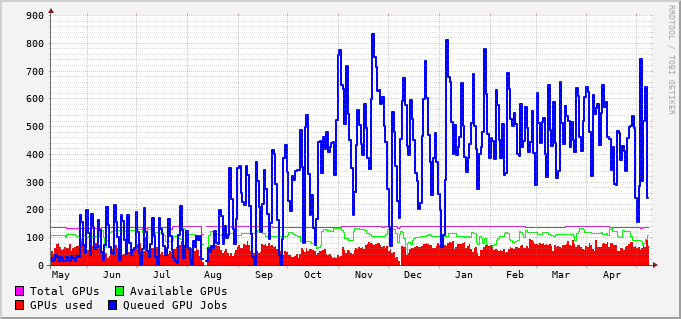 900
800
700
600
500
400
300
200
100
0
May Jun Jul Aug Sep Oct Nov Dec Jan Feb Mar Apr
Total GPUs Available GPUs
GPUs used Queued GPU Jobs
RRDTOOL / TOBI OETIKER